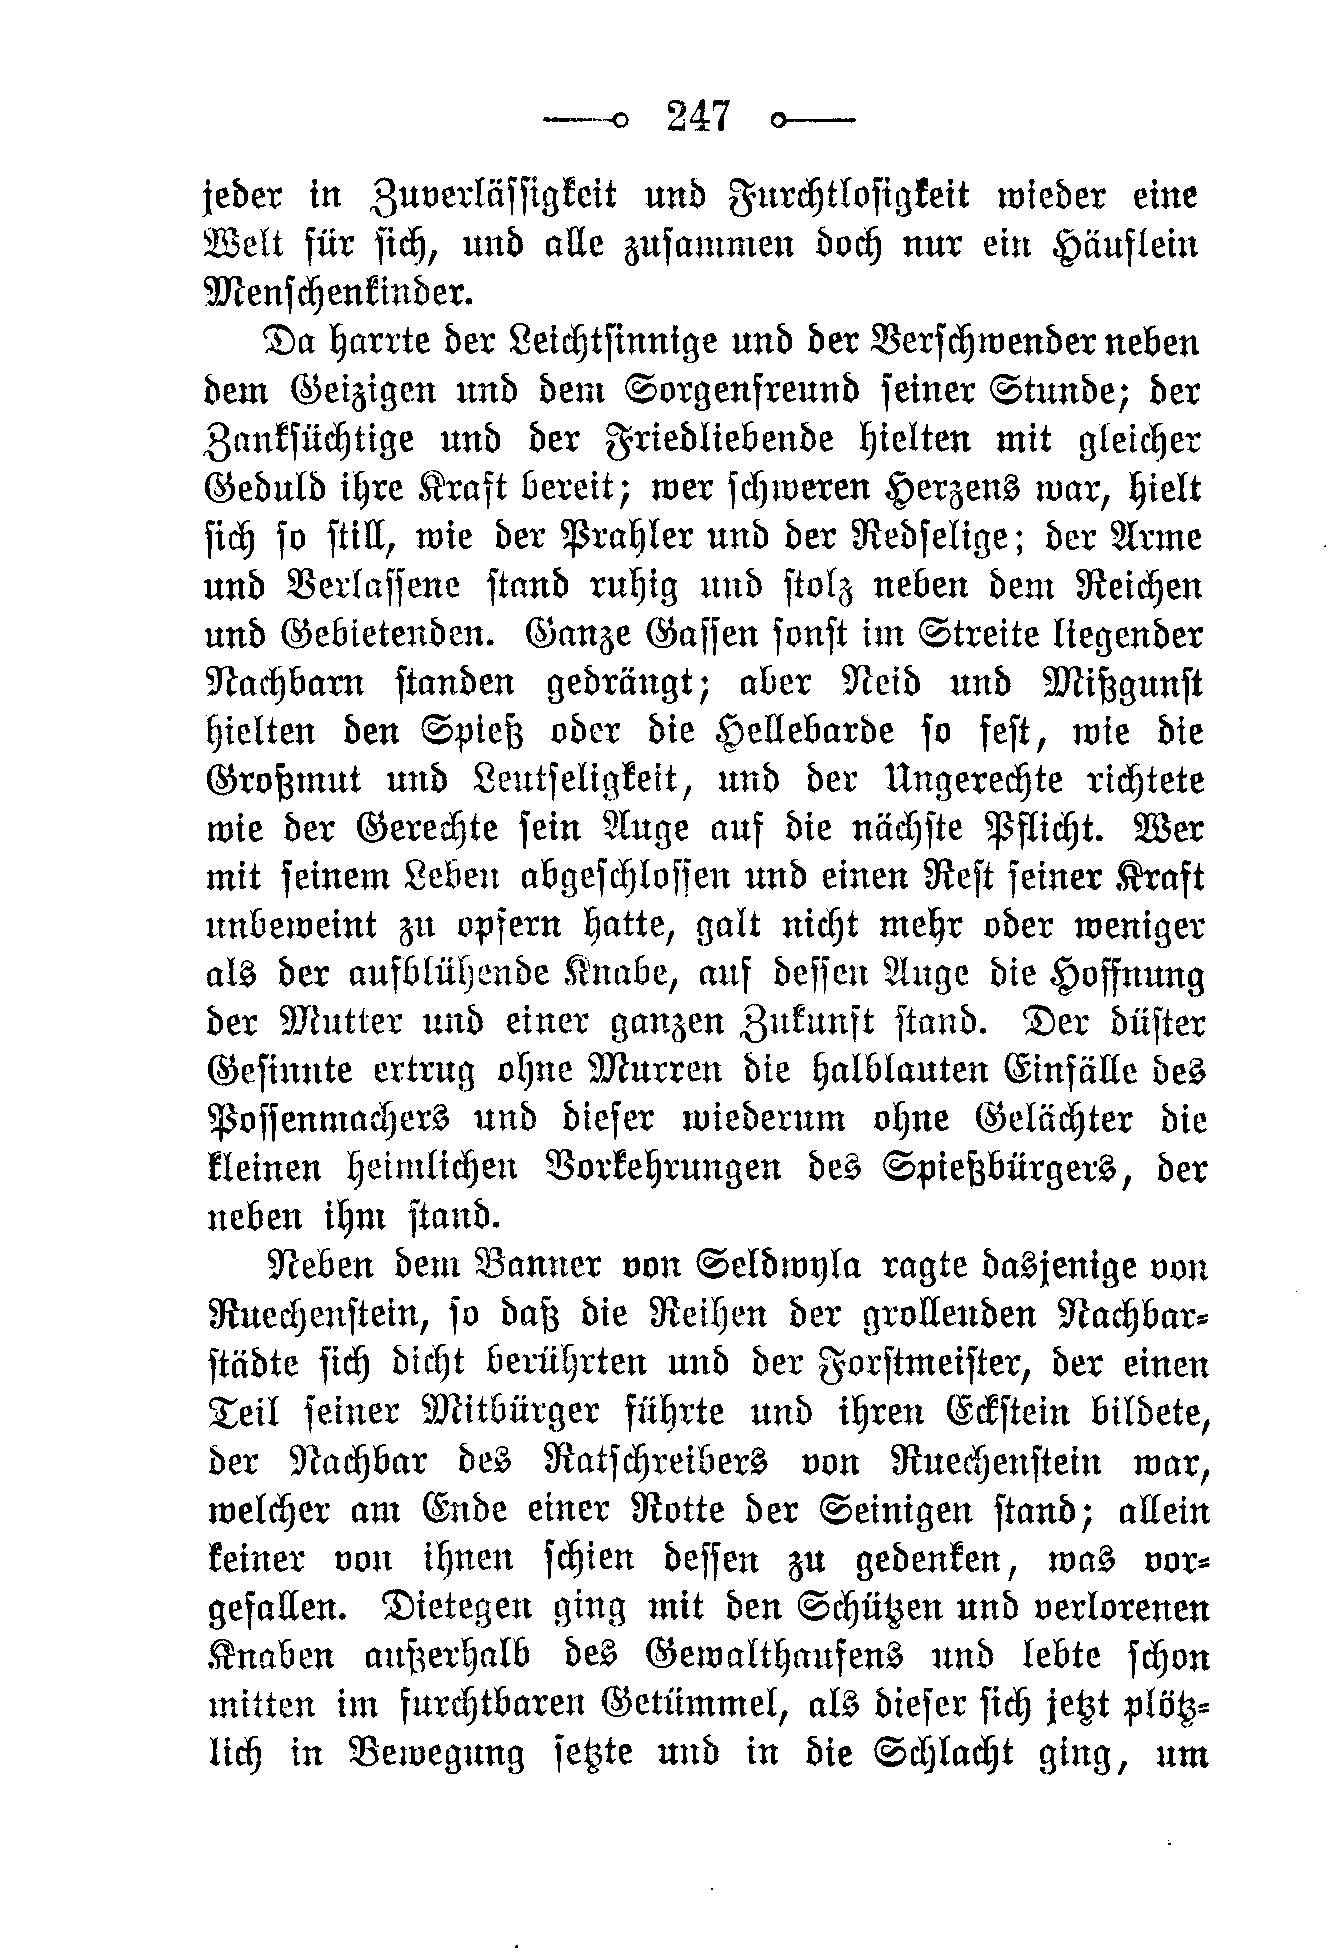 247
jeder in Zuverlässigkeit und Furchtlosigkeit wieder eine
Welt für sich, und alle zusammen doch nur ein Häuflein
Menschenkinder.
Da harrte der Leichtsinnige und der Verschwender neben
dem Geizigen und dem Sorgenfreund seiner Stunde; der
Zanksüchtige und der Friedliebende hielten mit gleicher
Geduld ihre Kraft bereit; wer schweren Herzens war, hielt
sich so still, wie der Prahler und der Redselige; der Arme
und Verlassene stand ruhig und stolz neben dem Reichen
und Gebietenden. Ganze Gassen sonst im Streite liegender
Nachbarn standen gedrängt; aber Neid und Mißgunst
hielten den Spieß oder die Hellebarde so fest, wie die
Großmut und Leutseligkeit, und der Ungerechte richtete
wie der Gerechte sein Auge auf die nächste Pflicht. Wer
mit seinem Leben abgeschlossen und einen Rest seiner Kraft
unbeweint zu opfern hatte, galt nicht mehr oder weniger
als der aufblühende Knabe, auf dessen Auge die Hoffnung
der Mutter und einer ganzen Zukunft stand. Der düster
Gesinnte ertrug ohne Murren die halblauten Einfälle des
Possenmachers und dieser wiederum ohne Gelächter die
kleinen heimlichen Vorkehrungen des Spießbürgers, der
neben ihm stand.
Neben dem Banner von Seldwyla ragte dasjenige von
Ruechenstein, so daß die Reihen der grollenden Nachbar-
städte sich dicht berührten und der Forstmeister, der einen
Teil seiner Mitbürger führte und ihren Eckstein bildete,
der Nachbar des Ratschreibers von Ruechenstein war,
welcher am Ende einer Rotte der Seinigen stand; allein
keiner von ihnen schien dessen zu gedenken, was vor-
gefallen. Dietegen ging mit den Schützen und verlorenen
Knaben außerhalb des Gewalthaufens und lebte schon
mitten im furchtbaren Getümmel, als dieser sich jetzt plötz-
lich in Bewegung setzte und in die Schlacht ging, um